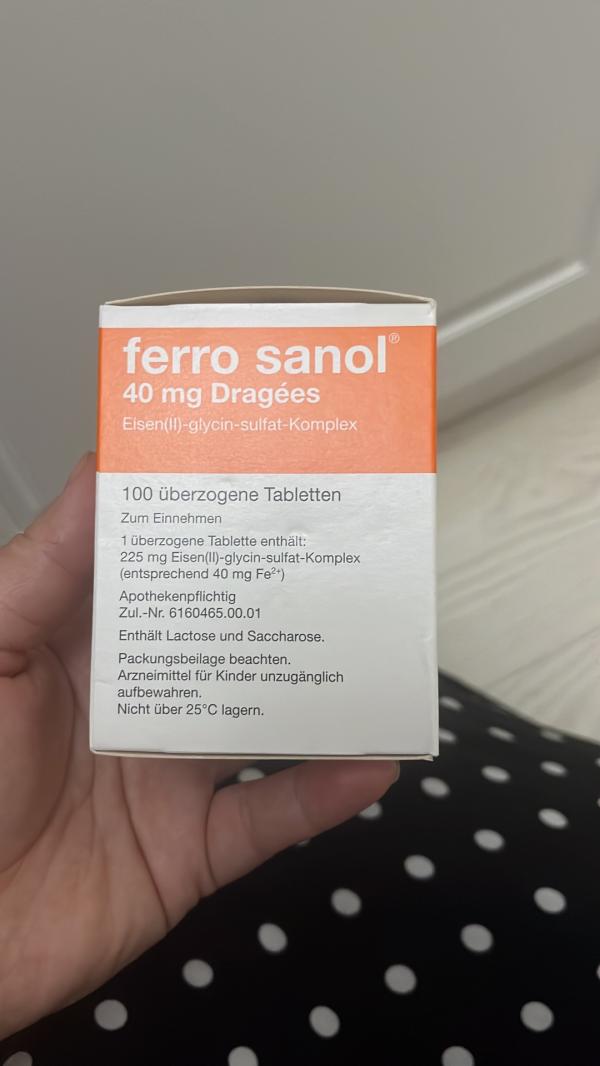 ferro sanol®
40 mg Dragées
Eisen(II)-glycin-sulfat-Komplex
100 überzogene Tabletten
Zum Einnehmen
1 überzogene Tablette enthält:
225 mg Eisen(II)-glycin-sulfat-Komplex
(entsprechend 40 mg Fe²⁺)
Apothekenpflichtig
Zul.-Nr. 6160465.00.01
Enthält Lactose und Saccharose.
Packungsbeilage beachten.
Arzneimittel für Kinder unzugänglich
aufbewahren.
Nicht über 25°C lagern.